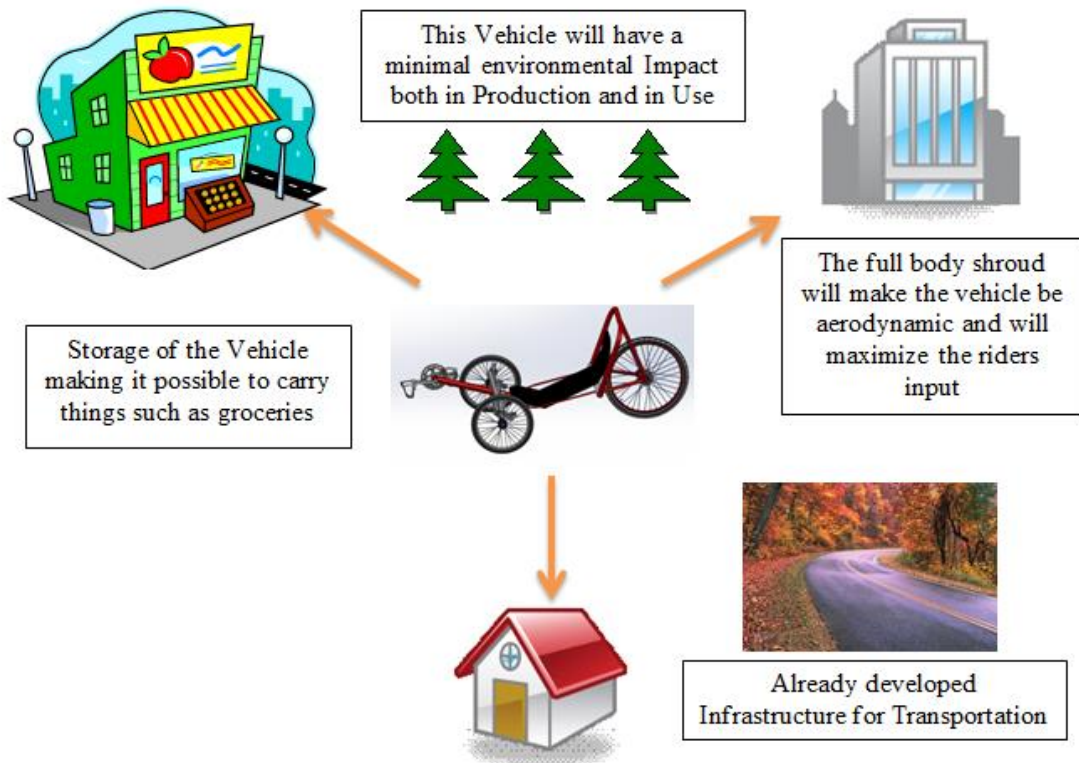 This Vehicle will have a
minimal environmental Impact
both in Production and in Use
The full body shroud
will make the vehicle be
aerodynamic and will
maximize the riders
input
Storage of the Vehicle
making it possible to carry
things such as groceries
Already developed
Infrastructure for Transportation